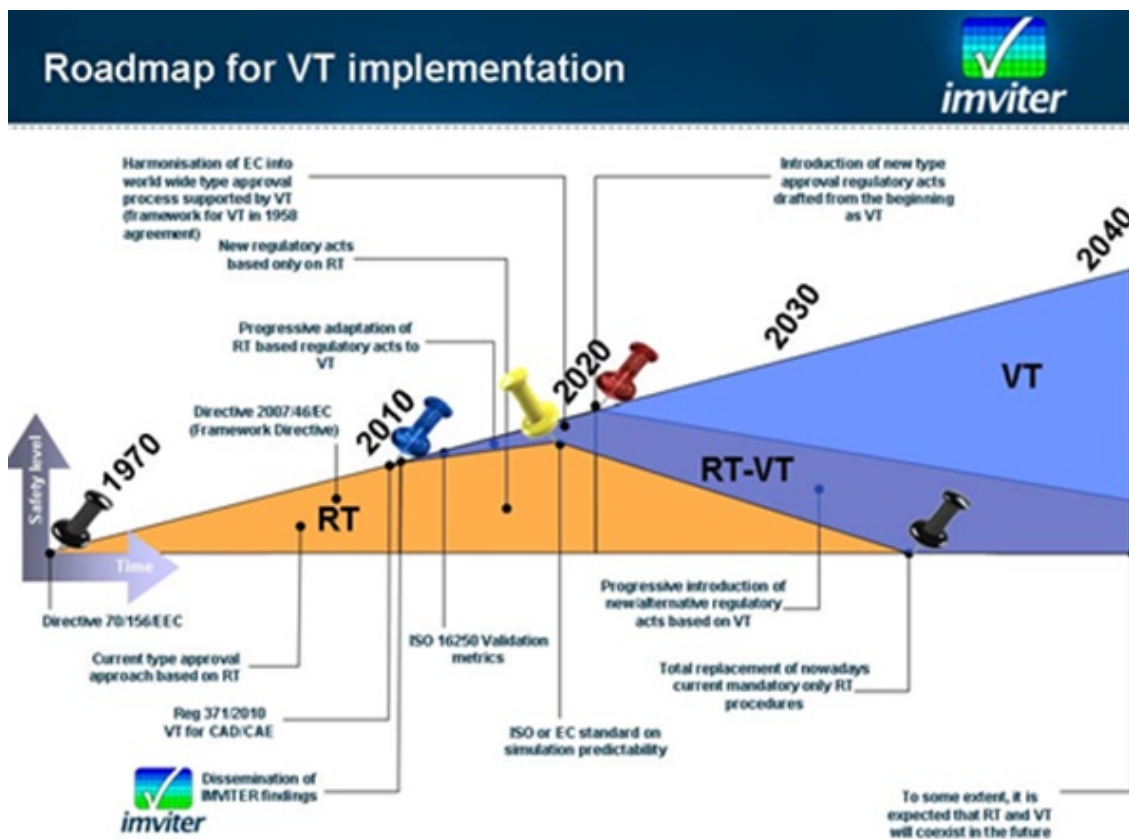 Roadmap for VT implementation
imviter
Harmonisation of EC into
world wide type approval
process supported by VT
(framework for VT in 1958
agreement)
Introduction of new type
approval regulatory acts
drafted from the beginning
as VT
New regulatory acts
based only on RT
Progressive adaptation of
RT based regulatory acts to
VT
Directive 2007/46/EC
(Framework Directive)
1970
2010
2020
2030
2040
Safety level
Time
RT
RT-VT
VT
Directive 70/156/EEC
Current type approval
approach based on RT
Reg 371/2010
VT for CAD/CAE
Dissemination of
IMVITER findings
imviter
ISO 16250 Validation
metrics
ISO or EC standard on
simulation predictability
Progressive introduction of
new/alternative regulatory
acts based on VT
Total replacement of nowadays
current mandatory only RT
procedures
To some extent, it is
expected that RT and VT
will coexist in the future